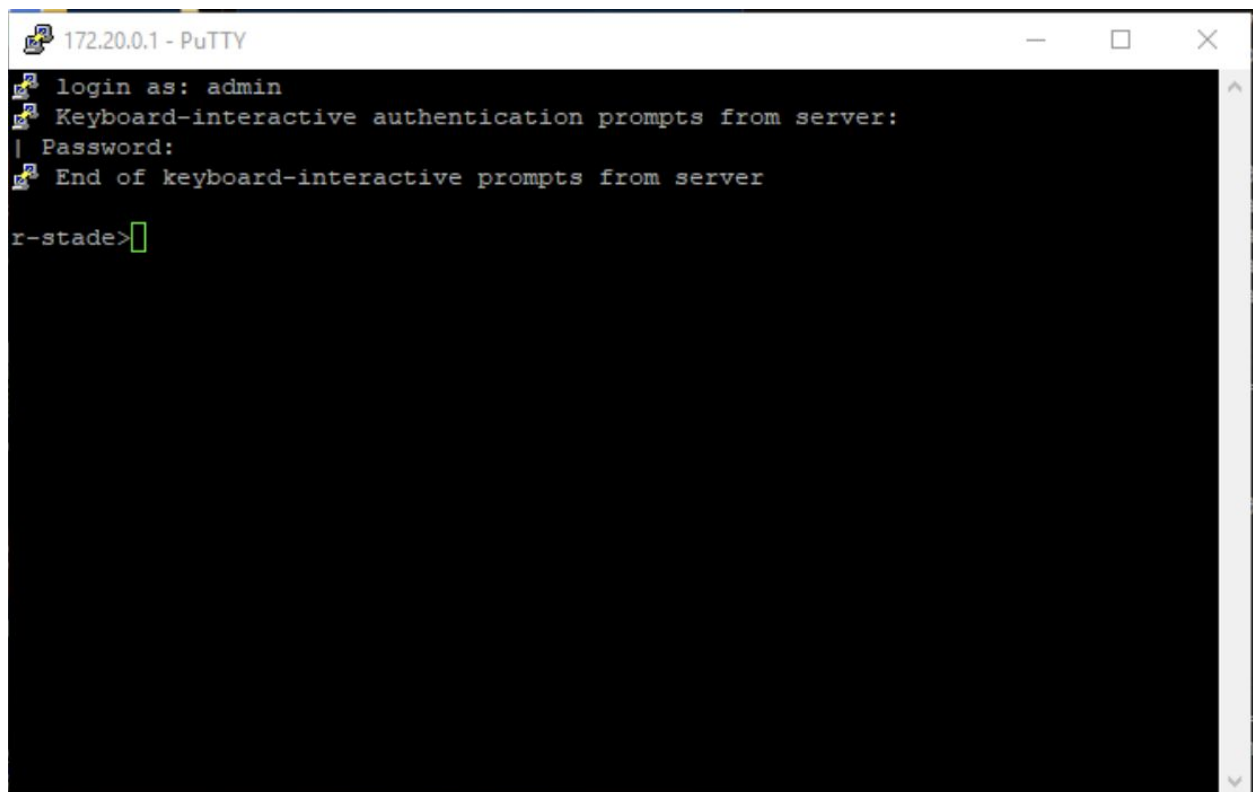 172.20.0.1 - PuTTY
login as: admin
Keyboard-interactive authentication prompts from server:
| Password:
End of keyboard-interactive prompts from server
r-stade>